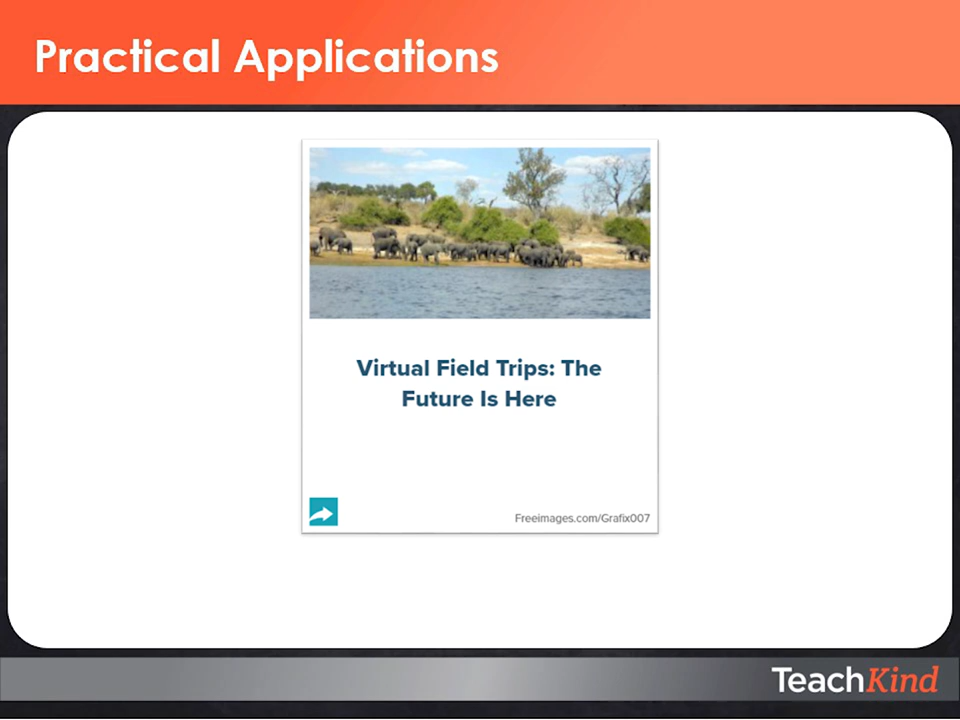 Practical Applications
Virtual Field Trips: The
Future Is Here
Freeimages.com/Grafix007
TeachKind